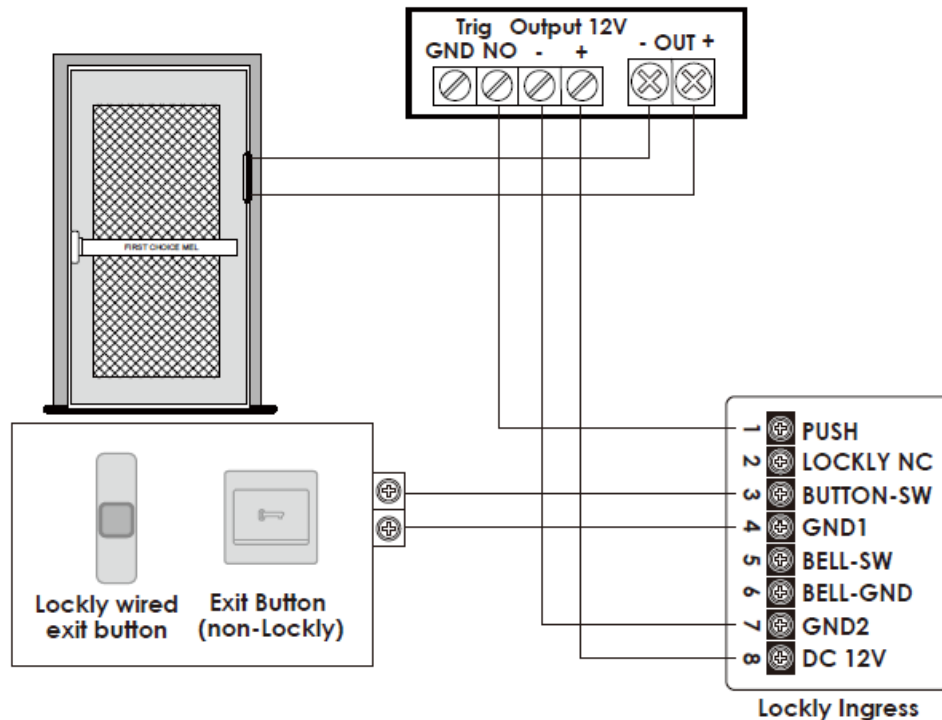 Trig Output 12V
GND NO - +
- OUT +
FIRST CHOICE MEL
1 PUSH
2 LOCKLY NC
3 BUTTON-SW
4 GND1
5 BELL-SW
6 BELL-GND
7 GND2
8 DC 12V
Lockly wired
exit button
Exit Button
(non-Lockly)
Lockly Ingress